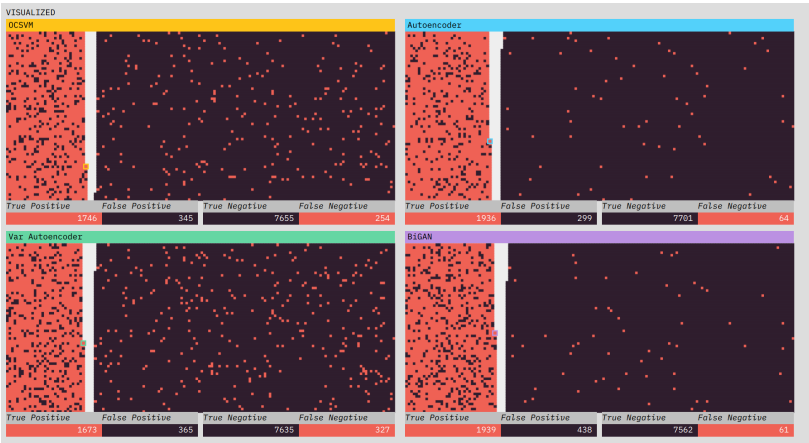 VISUALIZED
OCSVM
Autoencoder
True Positive False Positive True Negative False Negative
1746 345 7655 254
True Positive False Positive True Negative False Negative
1936 299 7701 64
Var Autoencoder
BiGAN
True Positive False Positive True Negative False Negative
1673 365 7635 327
True Positive False Positive True Negative False Negative
1939 438 7562 61